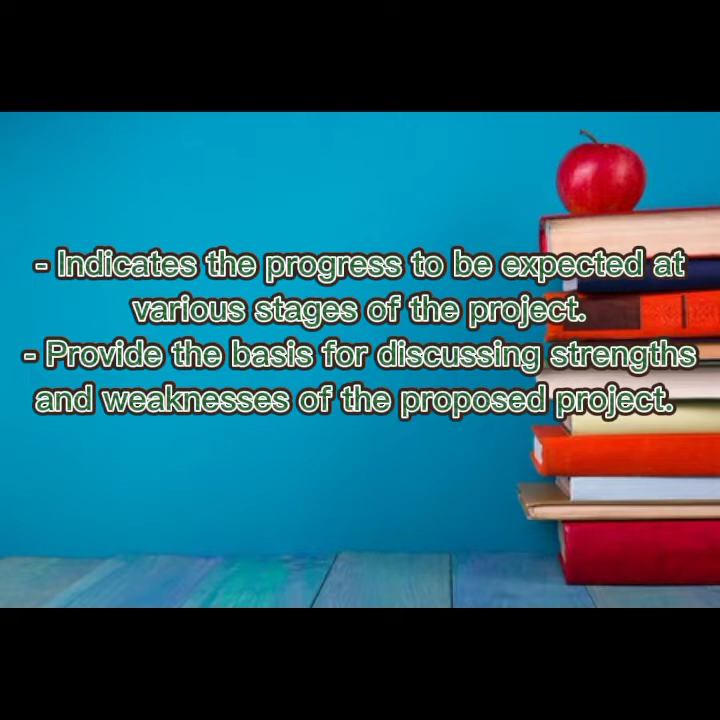 - Indicates the progress to be expected at
various stages of the project.
- Provide the basis for discussing strengths
and weaknesses of the proposed project.